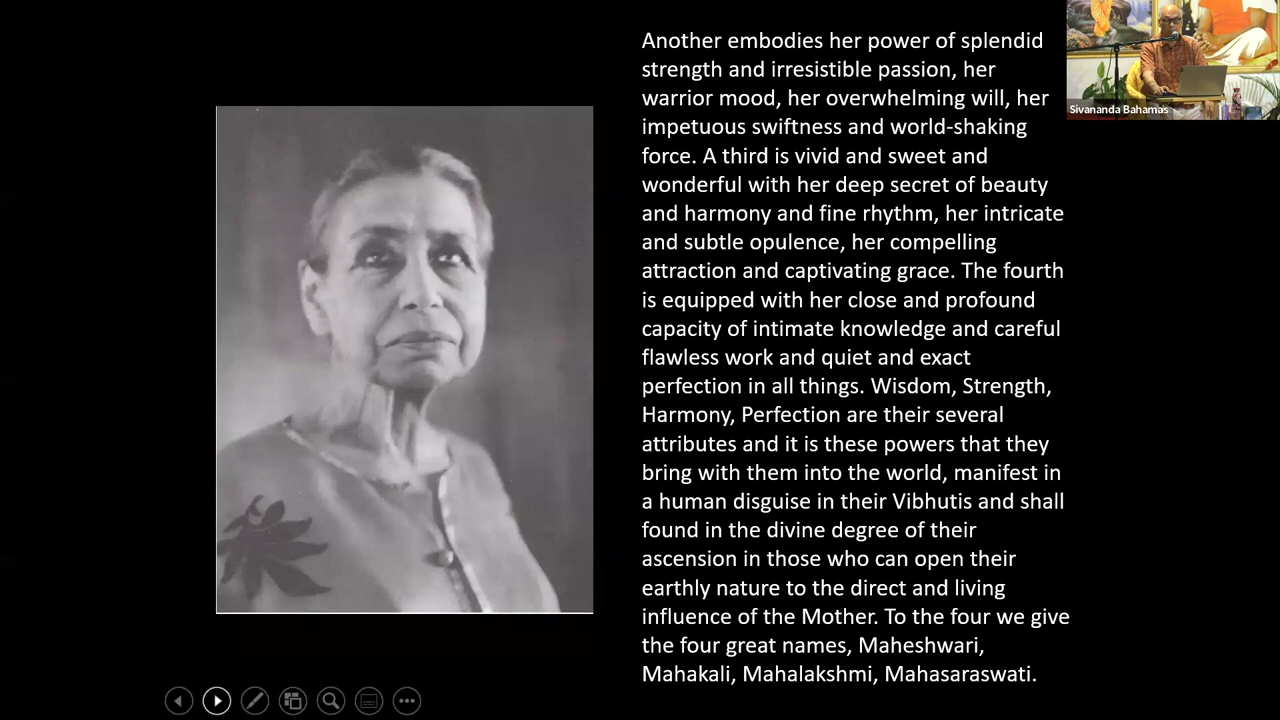 Another embodies her power of splendid
strength and irresistible passion, her
warrior mood, her overwhelming will, her
impetuous swiftness and world-shaking
force. A third is vivid and sweet and
wonderful with her deep secret of beauty
and harmony and fine rhythm, her intricate
and subtle opulence, her compelling
attraction and captivating grace. The fourth
is equipped with her close and profound
capacity of intimate knowledge and careful
flawless work and quiet and exact
perfection in all things. Wisdom, Strength,
Harmony, Perfection are their several
attributes and it is these powers that they
bring with them into the world, manifest in
a human disguise in their Vibhutis and shall
found in the divine degree of their
ascension in those who can open their
earthly nature to the direct and living
influence of the Mother. To the four we give
the four great names, Maheshwari,
Mahakali, Mahalakshmi, Mahasaraswati.
Sivananda Bahamas